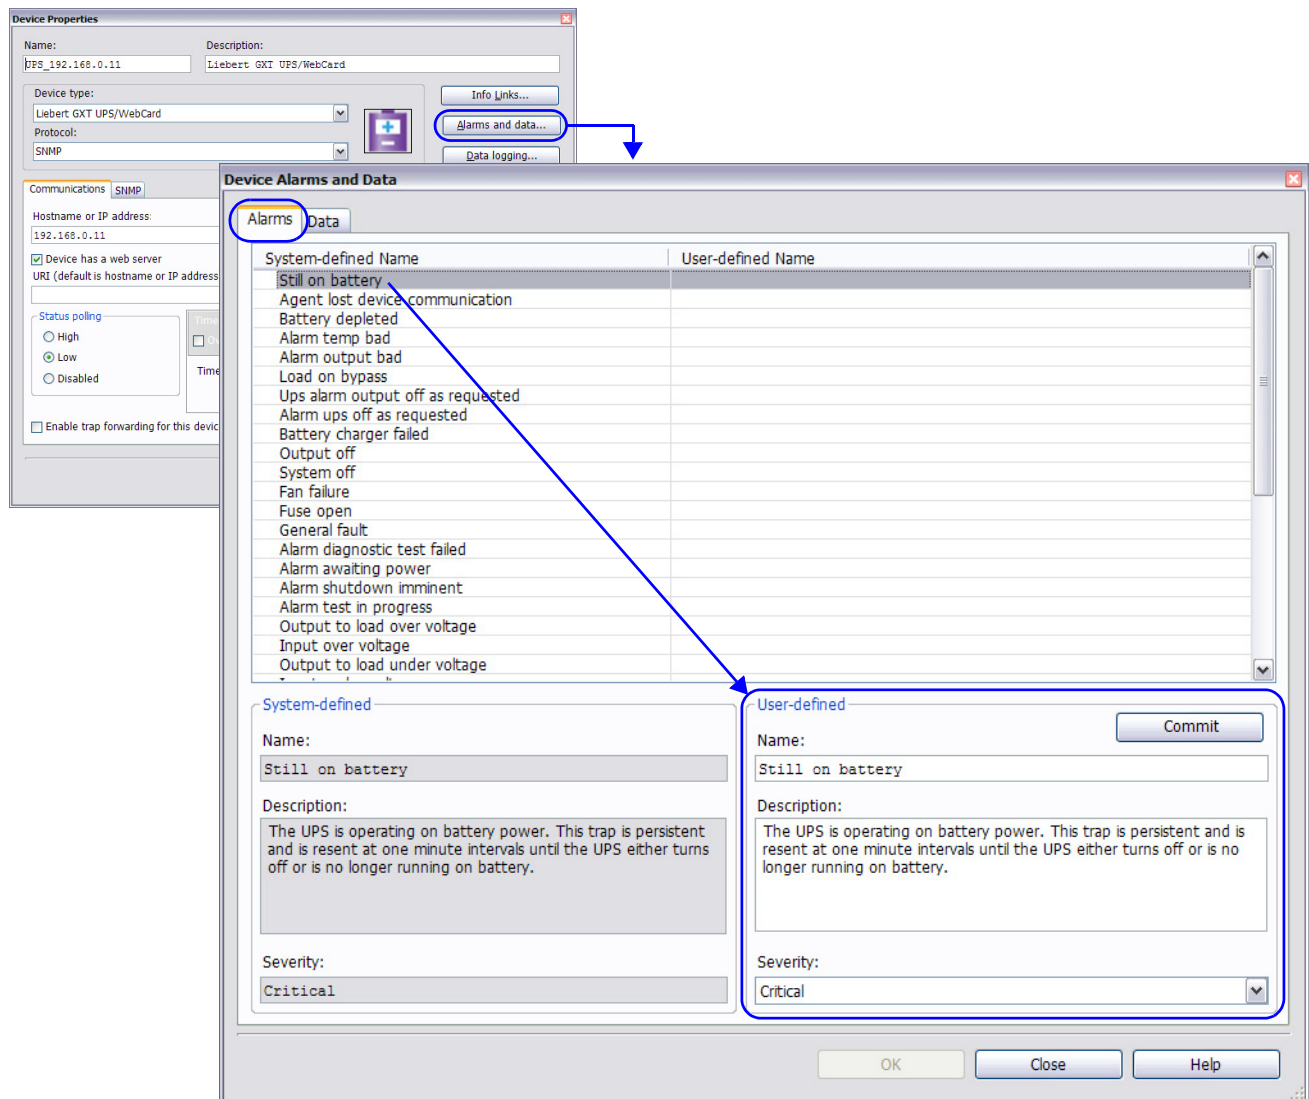 Device Properties
Name:
Description:
UPS_192.168.0.11
Liebert GXT UPS/WebCard
Device type:
Liebert GXT UPS/WebCard
Protocol:
SNMP
Info Links...
Alarms and data...
Data logging...
Communications
SNMP
Hostname or IP address:
192.168.0.11
Device has a web server
URI (default is hostname or IP address
Status polling
High
Low
Disabled
Time
Enable trap forwarding for this devic
Device Alarms and Data
Alarms
Data
System-defined Name
User-defined Name
Still on battery
Agent lost device communication
Battery depleted
Alarm temp bad
Alarm output bad
Load on bypass
Ups alarm output off as requested
Alarm ups off as requested
Battery charger failed
Output off
System off
Fan failure
Fuse open
General fault
Alarm diagnostic test failed
Alarm awaiting power
Alarm shutdown imminent
Alarm test in progress
Output to load over voltage
Input over voltage
Output to load under voltage
System-defined
Name:
Still on battery
Description:
The UPS is operating on battery power. This trap is persistent
and is resent at one minute intervals until the UPS either turns
off or is no longer running on battery.
Severity:
Critical
User-defined
Commit
Name:
Still on battery
Description:
The UPS is operating on battery power. This trap is persistent and is
resent at one minute intervals until the UPS either turns off or is no
longer running on battery.
Severity:
Critical
OK
Close
Help